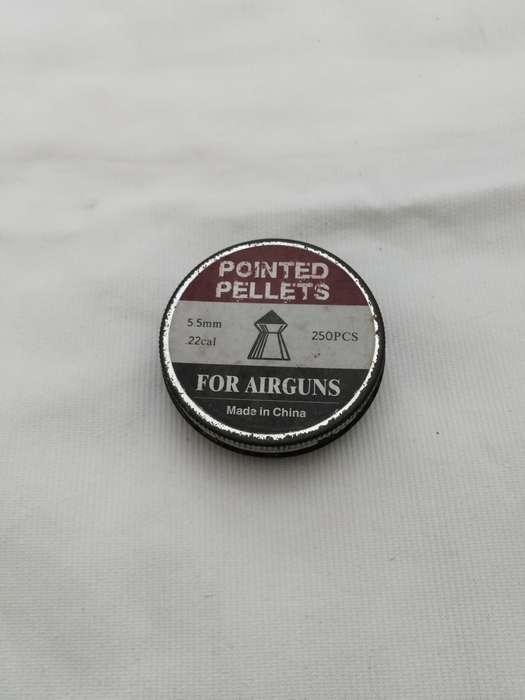 POINTED
PELLETS
5.5mm
.22cal
250PCS
FOR AIRGUNS
Made in China